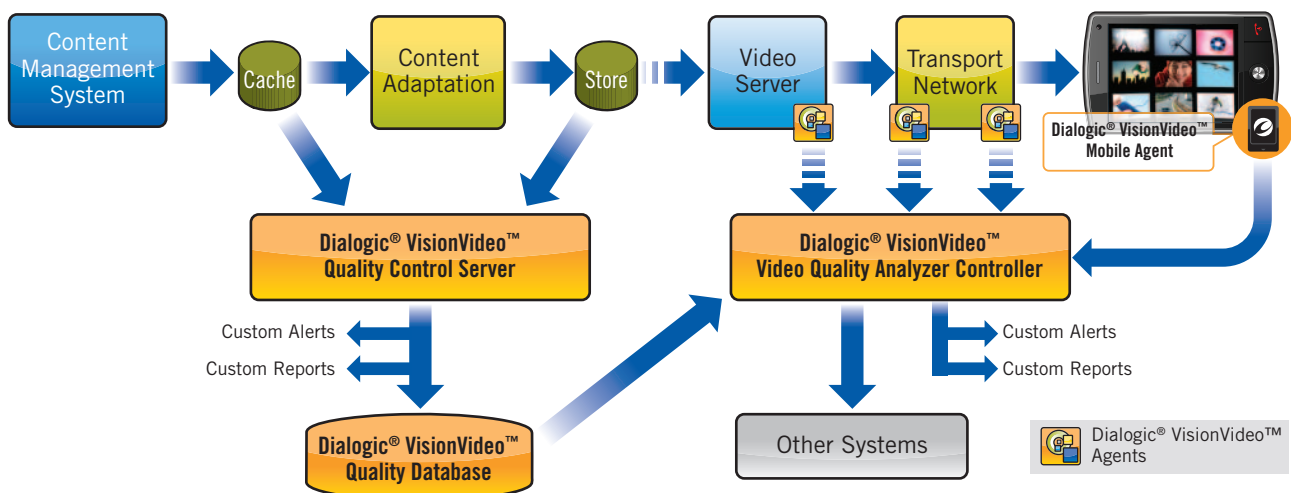 Content
Management
System
Cache
Content
Adaptation
Store
Video
Server
Transport
Network
Dialogic® VisionVideo™
Mobile Agent
Dialogic® VisionVideo™
Quality Control Server
Dialogic® VisionVideo™
Video Quality Analyzer Controller
Custom Alerts
Custom Reports
Custom Alerts
Custom Reports
Dialogic® VisionVideo™
Quality Database
Other Systems
Dialogic® VisionVideo™
Agents